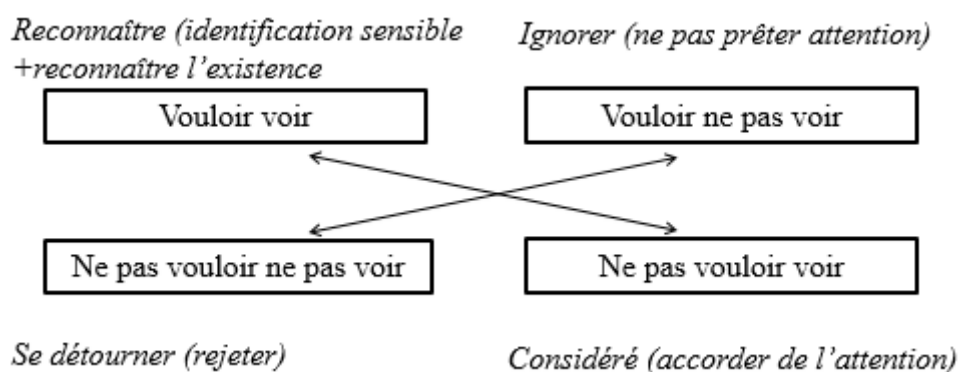 Reconnaître (identification sensible
+reconnaître l'existence
Ignorer (ne pas prêter attention)
Vouloir voir
Vouloir ne pas voir
Ne pas vouloir ne pas voir
Ne pas vouloir voir
Se détourner (rejeter)
Considéré (accorder de l'attention)